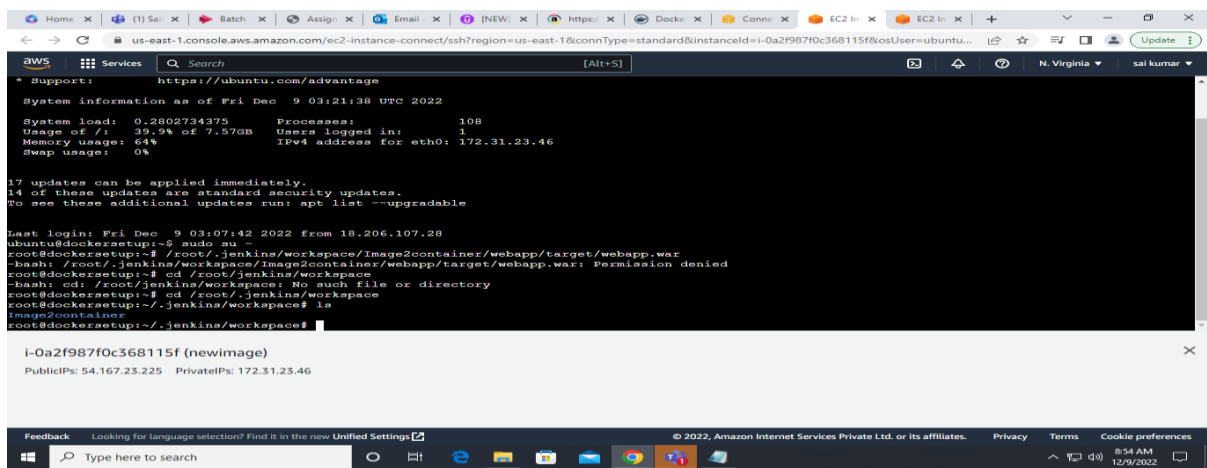 Home
(1) Sai
Batch
Assign
Email
(NEW)
https:/
Docke
Conne
EC2 In
EC2 In
us-east-1.console.aws.amazon.com/ec2-instance-connect/ssh?region=us-east-1&connType=standard&instanceId=i-0a2f987f0c368115f&osUser=ubuntu...
Update
aws Services Search [Alt+S] N. Virginia sai kumar
* Support: https://ubuntu.com/advantage
System information as of Fri Dec 9 03:21:38 UTC 2022
System load: 0.2802734375 Processes: 108
Usage of /: 39.9% of 7.57GB Users logged in: 1
Memory usage: 64% IPv4 address for eth0: 172.31.23.46
Swap usage: 0%
17 updates can be applied immediately.
14 of these updates are standard security updates.
To see these additional updates run: apt list --upgradable
Last login: Fri Dec 9 03:07:42 2022 from 18.206.107.28
ubuntu@dockersetup:~$ sudo su -
root@dockersetup:~# /root/.jenkins/workspace/Image2container/webapp/target/webapp.war
-bash: /root/.jenkins/workspace/Image2container/webapp/target/webapp.war: Permission denied
root@dockersetup:~# cd /root/jenkins/workspace
-bash: cd: /root/jenkins/workspace: No such file or directory
root@dockersetup:~# cd /root/.jenkins/workspace
root@dockersetup:~/.jenkins/workspace# ls
Image2container
root@dockersetup:~/.jenkins/workspace#
i-0a2f987f0c368115f (newimage)
PublicIPs: 54.167.23.225 PrivateIPs: 172.31.23.46
Feedback Looking for language selection? Find it in the new Unified Settings © 2022, Amazon Internet Services Private Ltd. or its affiliates. Privacy Terms Cookie preferences
Type here to search
8:54 AM
12/9/2022